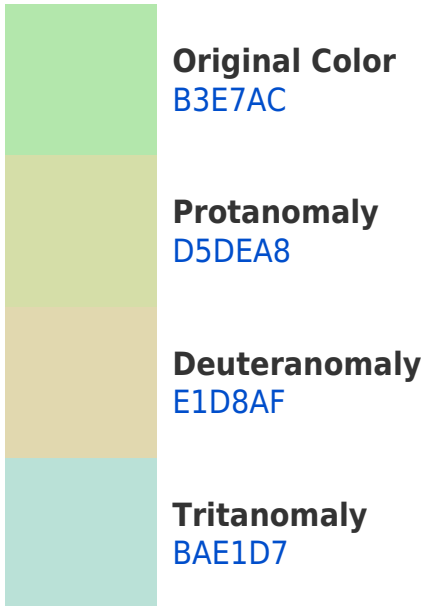 Original Color
B3E7AC
Protanomaly
D5DEA8
Deuteranomaly
E1D8AF
Tritanomaly
BAE1D7